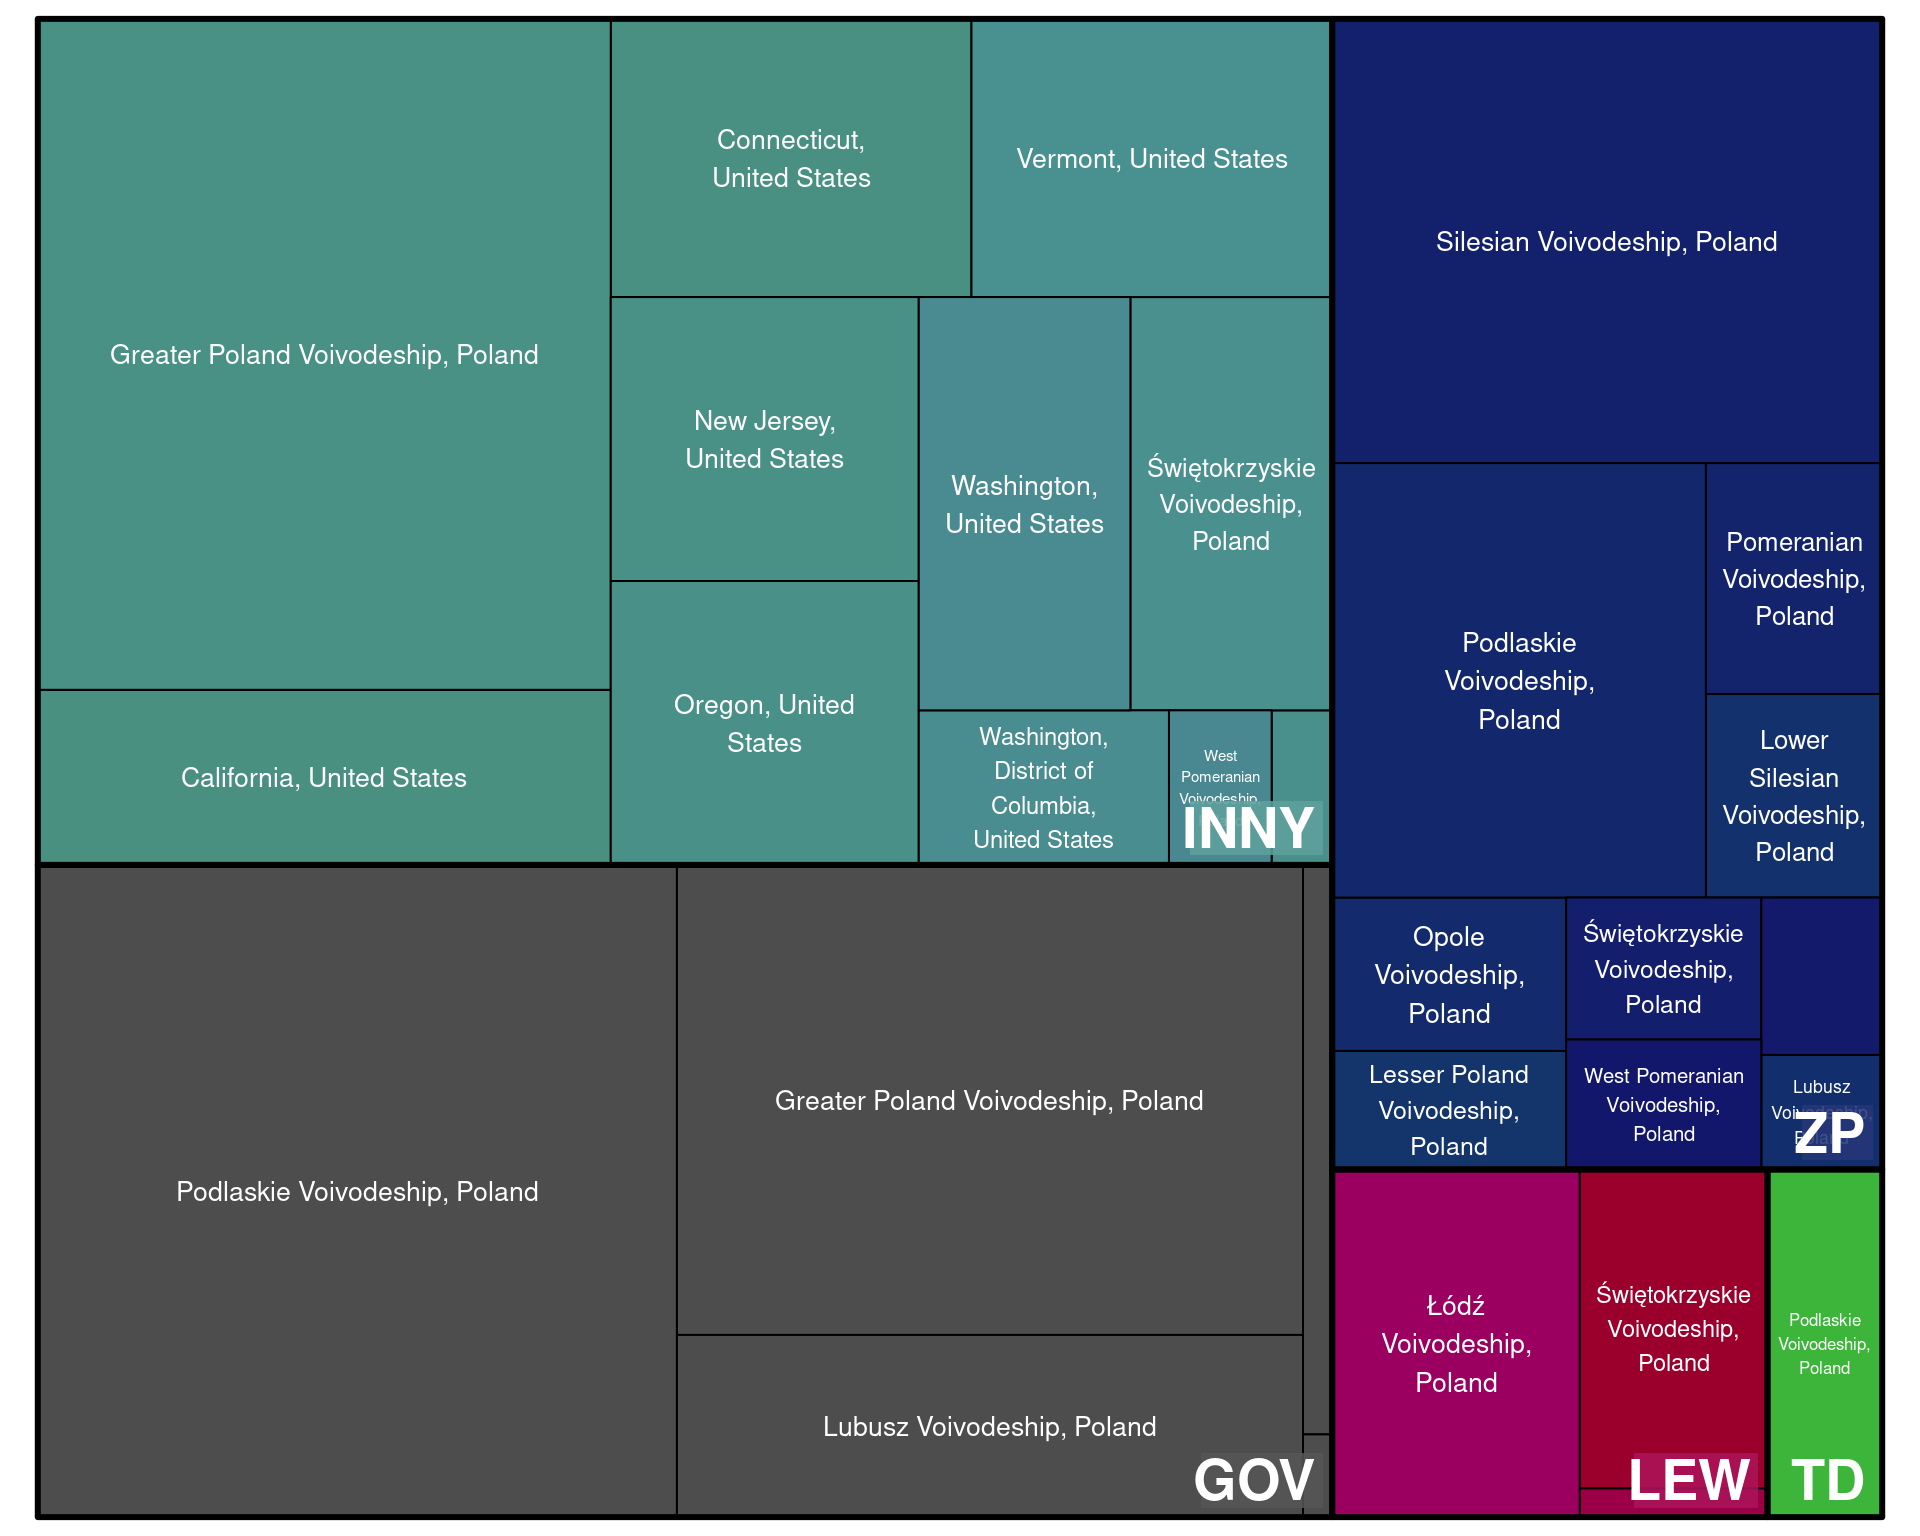 Greater Poland Voivodeship, Poland
California, United States
Connecticut,
United States
Vermont, United States
New Jersey,
United States
Oregon, United
States
Washington,
United States
Świętokrzyskie
Voivodeship,
Poland
Washington,
District of
Columbia,
United States
West
Pomeranian
Voivodeship,
INNY
Silesian Voivodeship, Poland
Podlaskie
Voivodeship,
Poland
Pomeranian
Voivodeship,
Poland
Lower
Silesian
Voivodeship,
Poland
Opole
Voivodeship,
Poland
Lesser Poland
Voivodeship,
Poland
Świętokrzyskie
Voivodeship,
Poland
West Pomeranian
Voivodeship,
Poland
Lubusz
Voivodeship,
Poland
ZP
Podlaskie Voivodeship, Poland
Greater Poland Voivodeship, Poland
Lubusz Voivodeship, Poland
GOV
Łódź
Voivodeship,
Poland
Świętokrzyskie
Voivodeship,
Poland
LEW
Podlaskie
Voivodeship,
Poland
TD